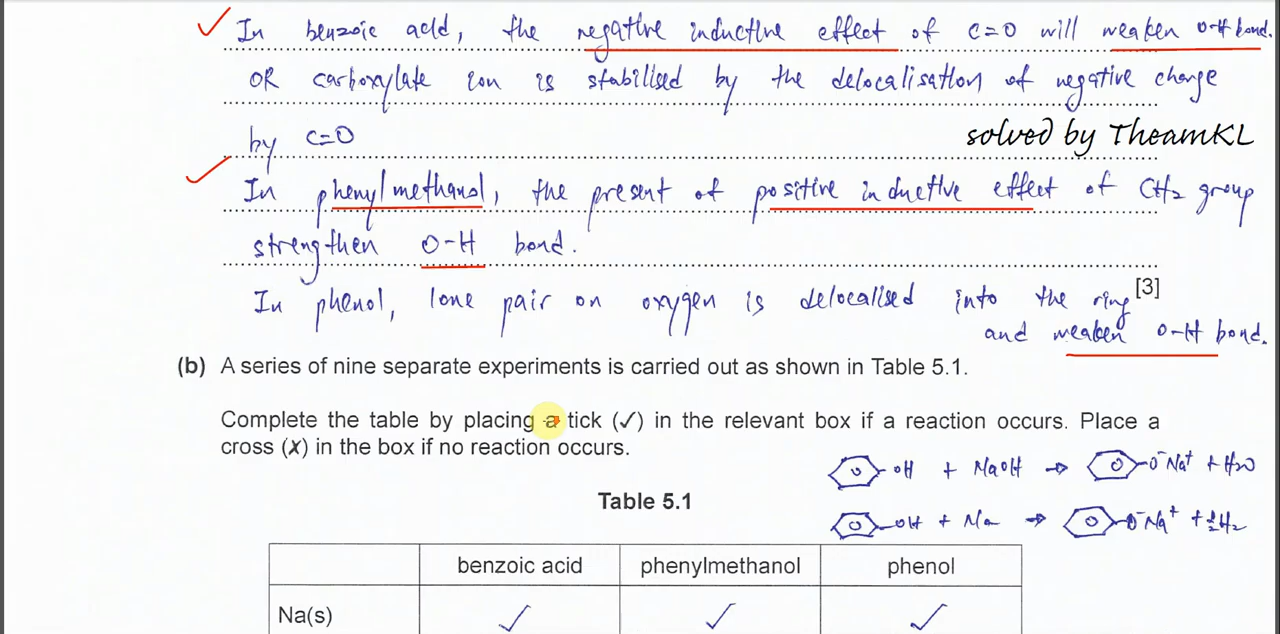 In benzoic acid, the negative inductive effect of C=O will weaken O-H bond.
OR carboxylate ion is stabilised by the delocalisation of negative charge
by C=O
solved by TheamKL
In phenylmethanol, the present of positive inductive effect of CH2 group
strengthen O-H bond.
In phenol, lone pair on oxygen is delocalised into the ring [3]
and weaken O-H bond.
(b) A series of nine separate experiments is carried out as shown in Table 5.1.
Complete the table by placing a tick (✓) in the relevant box if a reaction occurs. Place a
cross (✗) in the box if no reaction occurs.
OH + NaOH → O⁻Na⁺ + H2O
Table 5.1
OH + Na → O⁻Na⁺ + ½H2
benzoic acid phenylmethanol phenol
Na(s) ✓ ✓ ✓